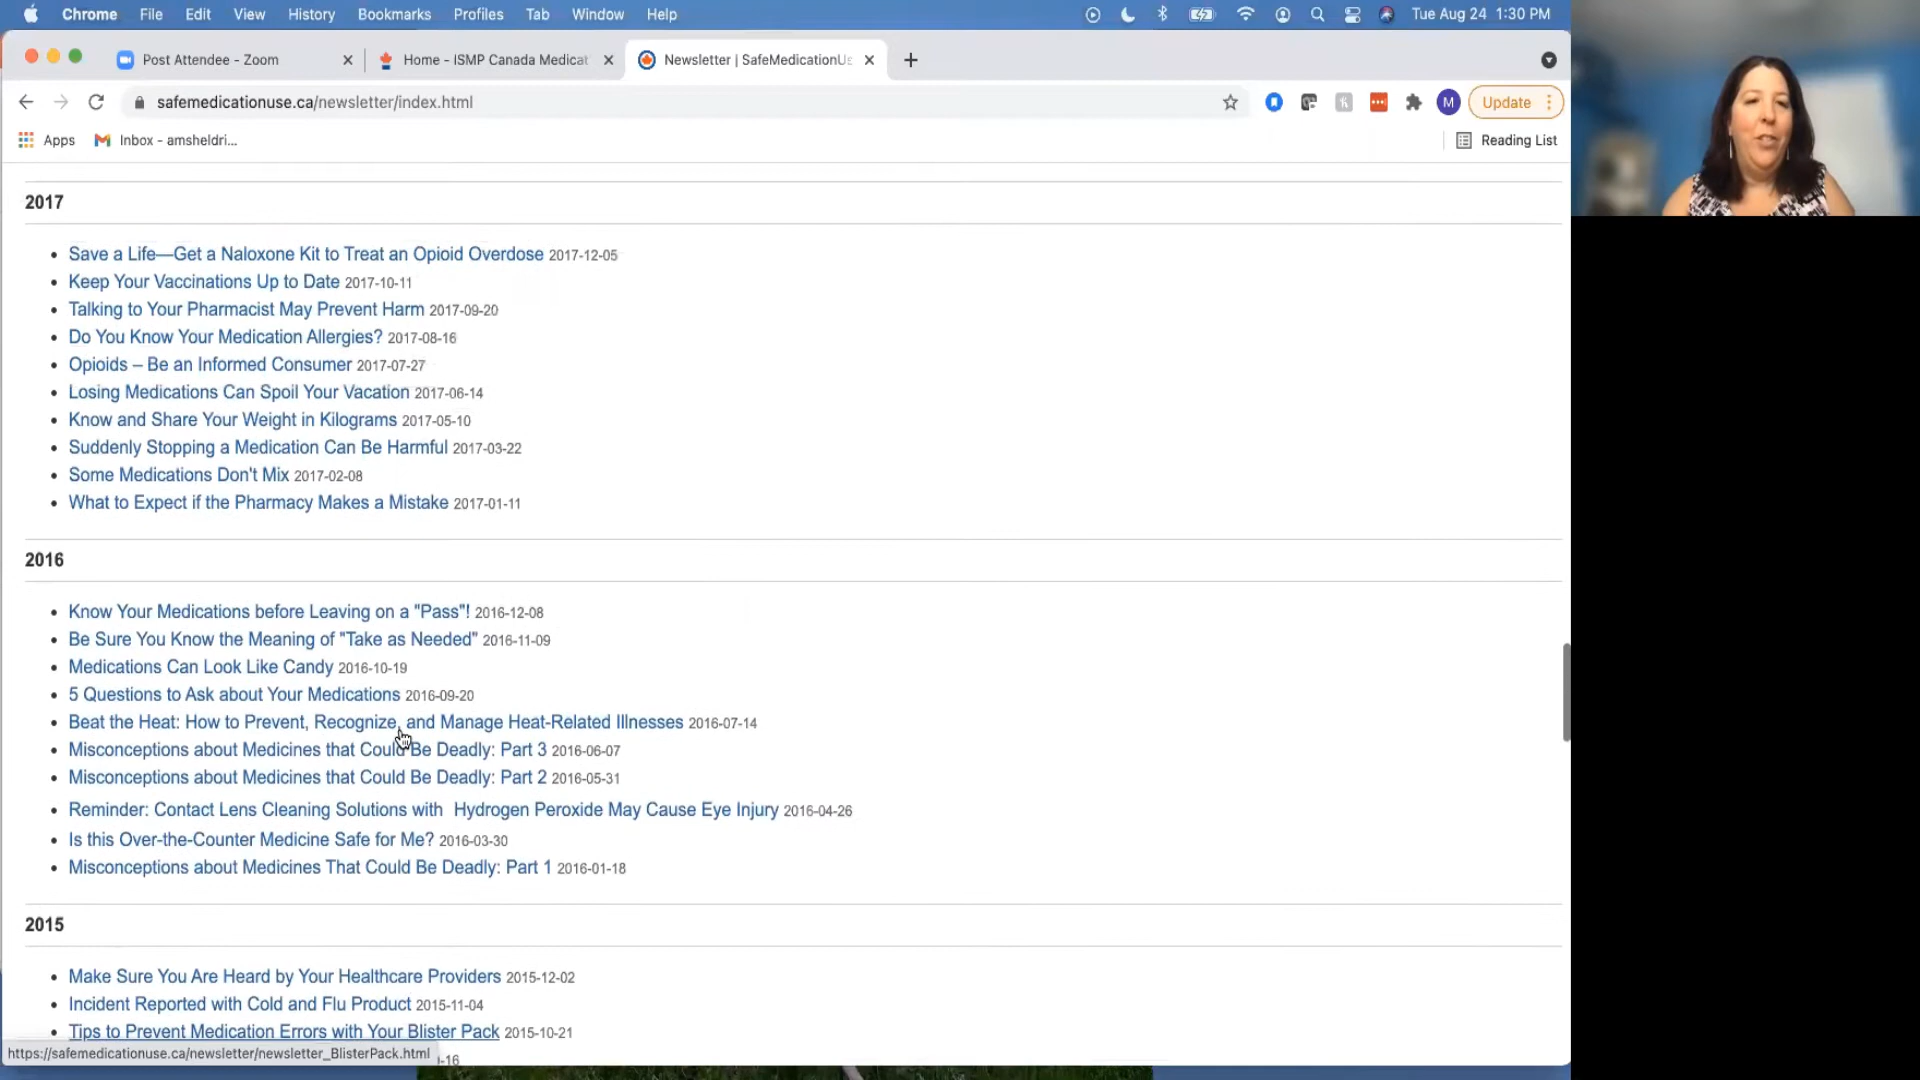 Chrome File Edit View History Bookmarks Profiles Tab Window Help Tue Aug 24 1:30 PM
Post Attendee - Zoom Home - ISMP Canada Medicat Newsletter | SafeMedicationUs
safemedicationuse.ca/newsletter/index.html M Update
Apps Inbox - amsheldri... Reading List
2017
Save a Life—Get a Naloxone Kit to Treat an Opioid Overdose 2017-12-05
Keep Your Vaccinations Up to Date 2017-10-11
Talking to Your Pharmacist May Prevent Harm 2017-09-20
Do You Know Your Medication Allergies? 2017-08-16
Opioids – Be an Informed Consumer 2017-07-27
Losing Medications Can Spoil Your Vacation 2017-06-14
Know and Share Your Weight in Kilograms 2017-05-10
Suddenly Stopping a Medication Can Be Harmful 2017-03-22
Some Medications Don't Mix 2017-02-08
What to Expect if the Pharmacy Makes a Mistake 2017-01-11
2016
Know Your Medications before Leaving on a "Pass"! 2016-12-08
Be Sure You Know the Meaning of "Take as Needed" 2016-11-09
Medications Can Look Like Candy 2016-10-19
5 Questions to Ask about Your Medications 2016-09-20
Beat the Heat: How to Prevent, Recognize, and Manage Heat-Related Illnesses 2016-07-14
Misconceptions about Medicines that Could Be Deadly: Part 3 2016-06-07
Misconceptions about Medicines that Could Be Deadly: Part 2 2016-05-31
Reminder: Contact Lens Cleaning Solutions with Hydrogen Peroxide May Cause Eye Injury 2016-04-26
Is this Over-the-Counter Medicine Safe for Me? 2016-03-30
Misconceptions about Medicines That Could Be Deadly: Part 1 2016-01-18
2015
Make Sure You Are Heard by Your Healthcare Providers 2015-12-02
Incident Reported with Cold and Flu Product 2015-11-04
Tips to Prevent Medication Errors with Your Blister Pack 2015-10-21
https://safemedicationuse.ca/newsletter/newsletter_BlisterPack.html -16